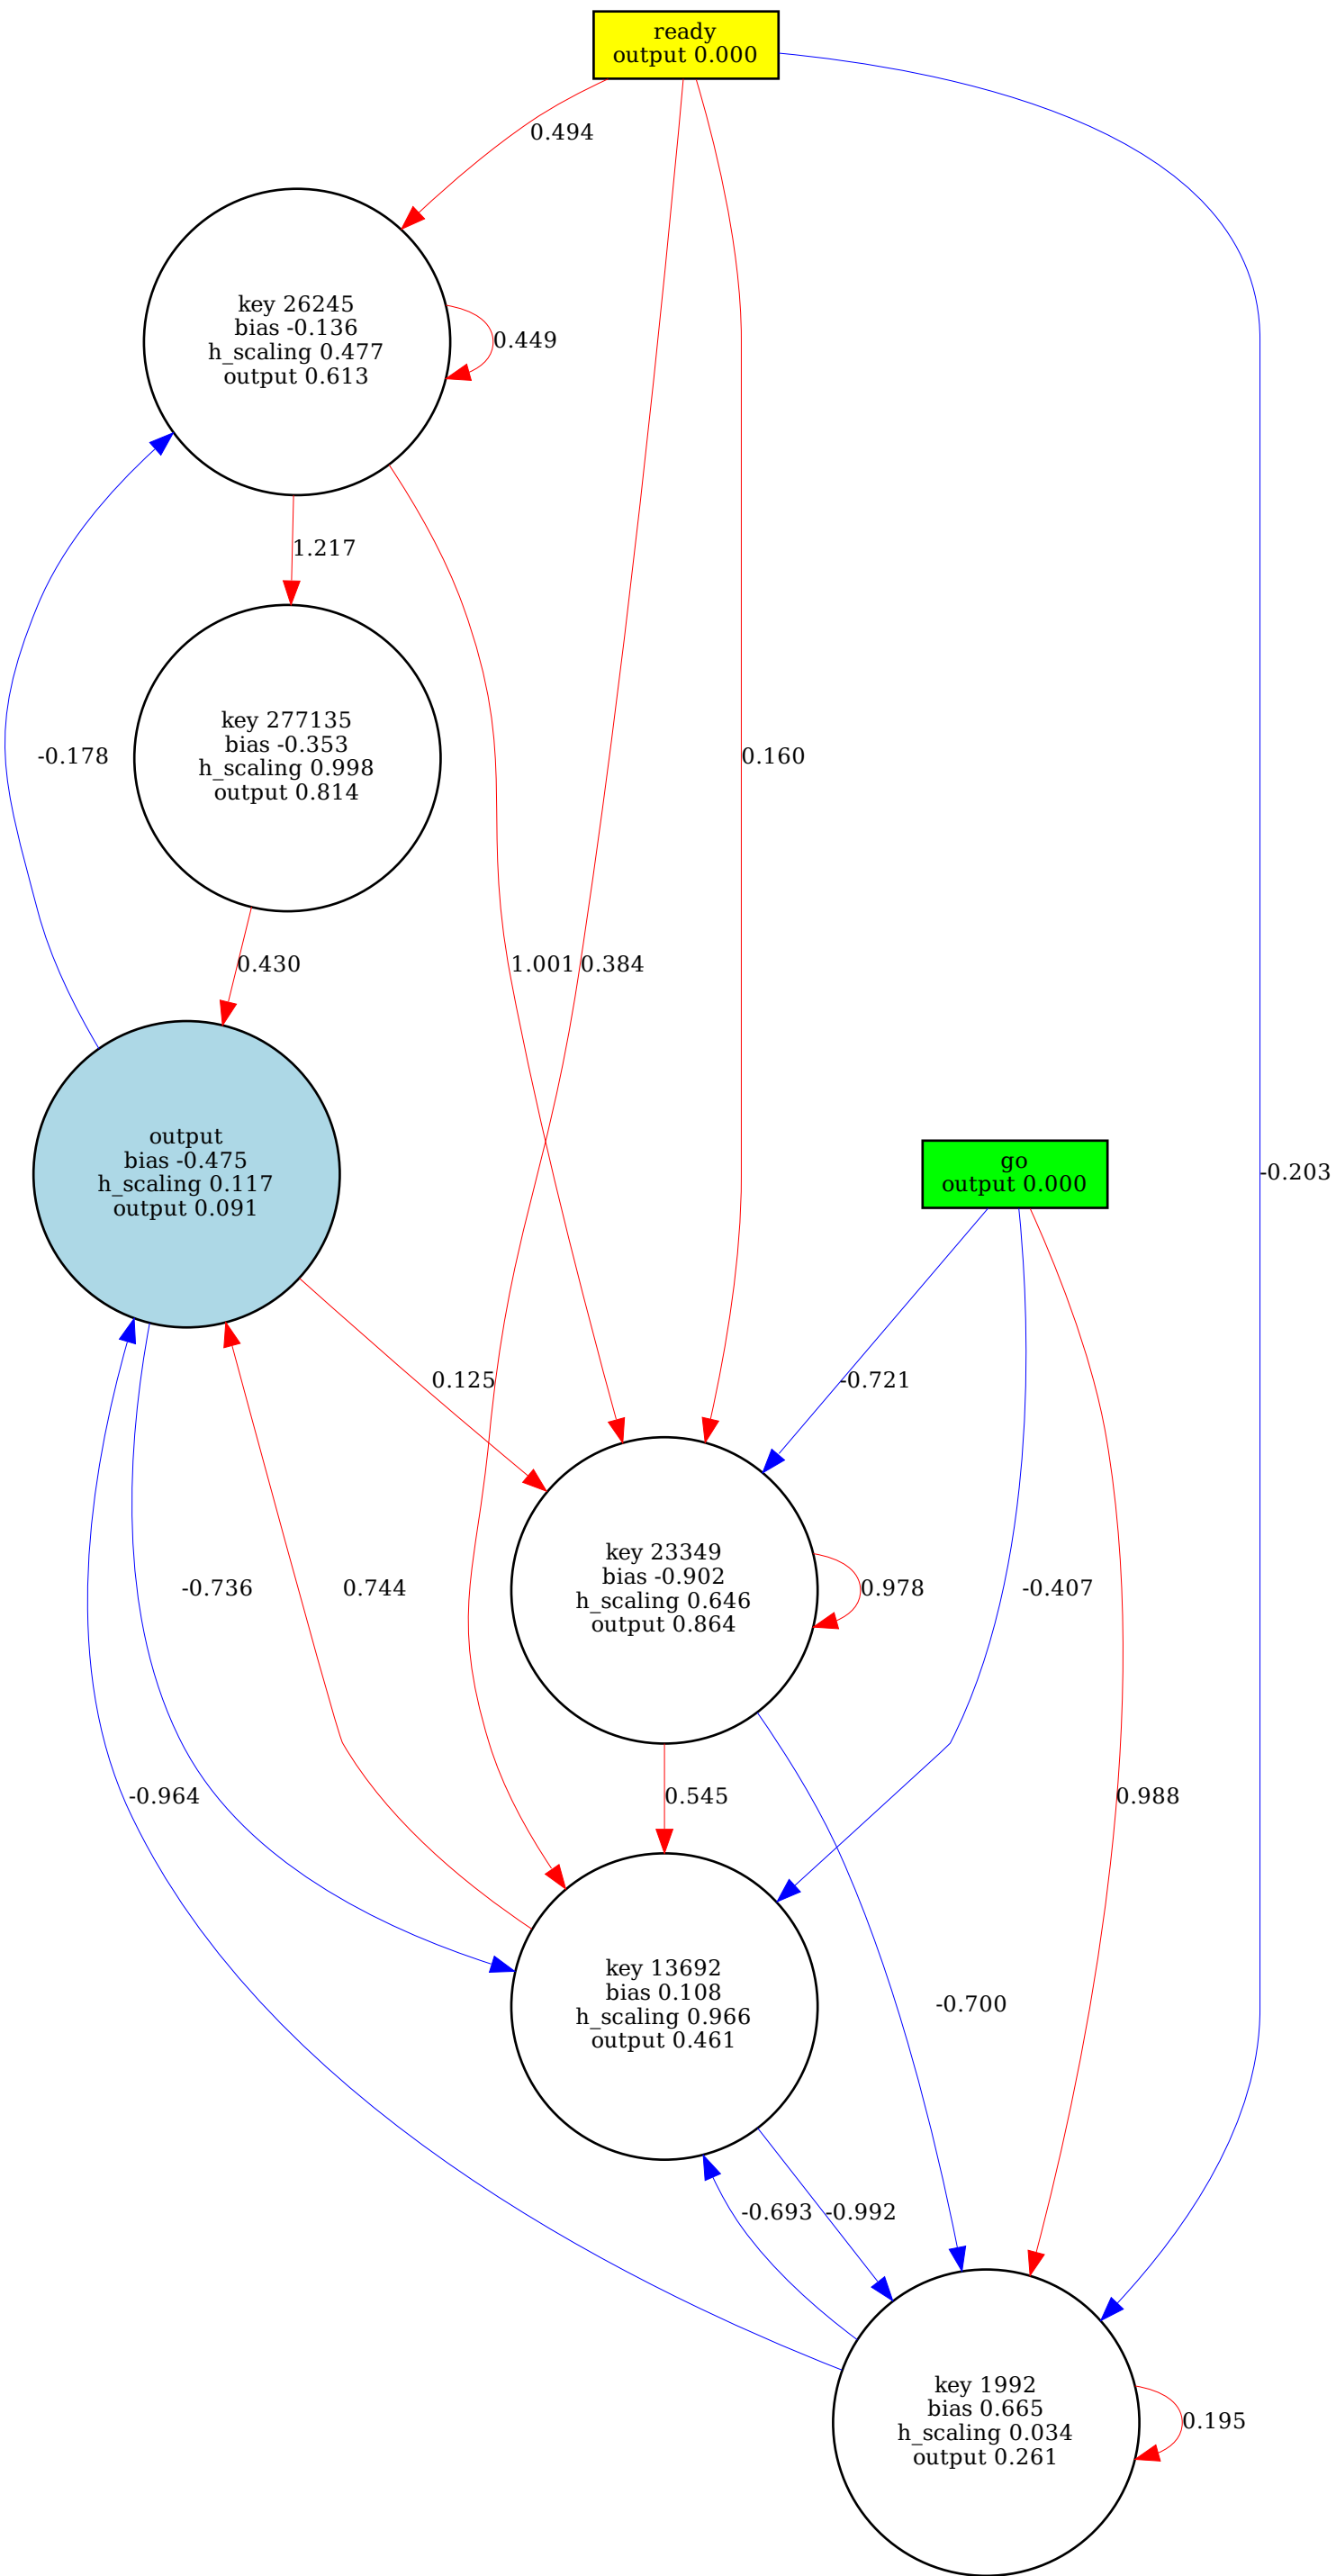 ready
output 0.000
0.494
key 26245
bias -0.136
h_scaling 0.477
output 0.613
0.449
1.217
key 277135
bias -0.353
h_scaling 0.998
output 0.814
-0.178
0.160
0.430
1.001
0.384
output
bias -0.475
h_scaling 0.117
output 0.091
go
output 0.000
-0.203
0.125
-0.721
key 23349
bias -0.902
h_scaling 0.646
output 0.864
0.978
-0.736
0.744
-0.407
-0.964
0.545
0.988
key 13692
bias 0.108
h_scaling 0.966
output 0.461
-0.700
-0.693
-0.992
key 1992
bias 0.665
h_scaling 0.034
output 0.261
0.195